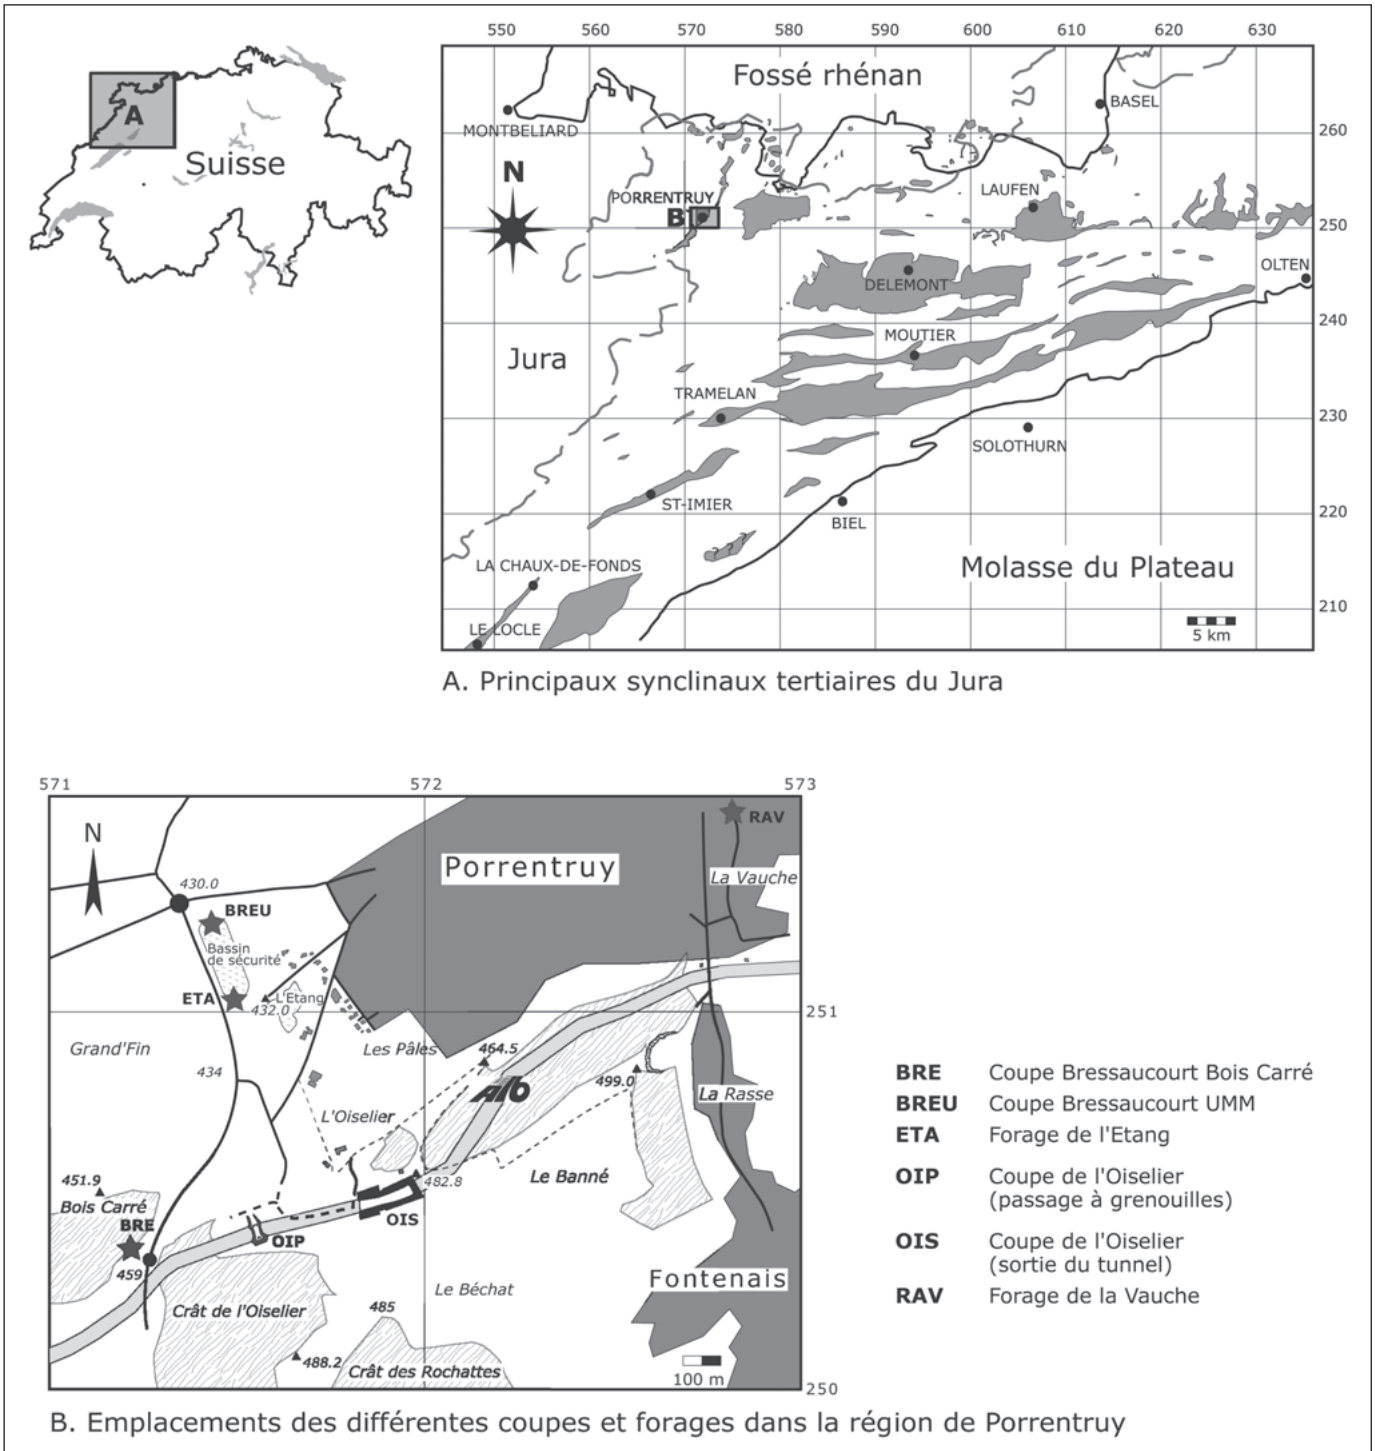 A
Suisse
550 560 570 580 590 600 610 620 630
Fossé rhénan
BASEL
MONTBELIARD
260
N
LAUFEN
PORRENTRUY
B
250
OLTEN
DELEMONT
240
MOUTIER
Jura
TRAMELAN
230
SOLOTHURN
ST-IMIER
BIEL
220
? ? ?
LA CHAUX-DE-FONDS
Molasse du Plateau
210
LE LOCLE
5 km
A. Principaux synclinaux tertiaires du Jura
571 572 573
N
RAV
Porrentruy
La Vauche
430.0
BREU
Bassin
de sécurité
ETA
L'Etang
432.0
251
Grand'Fin
Les Pâles
464.5
434
499.0
Alb
La Rasse
L'Oiselier
Le Banné
482.8
451.9
Bois Carré
BRE
OIS
OIP
459
Fontenais
Le Béchat
485
Crât de l'Oiselier
488.2
Crât des Rochattes
100 m
250
BRE Coupe Bressaucourt Bois Carré
BREU Coupe Bressaucourt UMM
ETA Forage de l'Etang
OIP Coupe de l'Oiselier
(passage à grenouilles)
OIS Coupe de l'Oiselier
(sortie du tunnel)
RAV Forage de la Vauche
B. Emplacements des différentes coupes et forages dans la région de Porrentruy